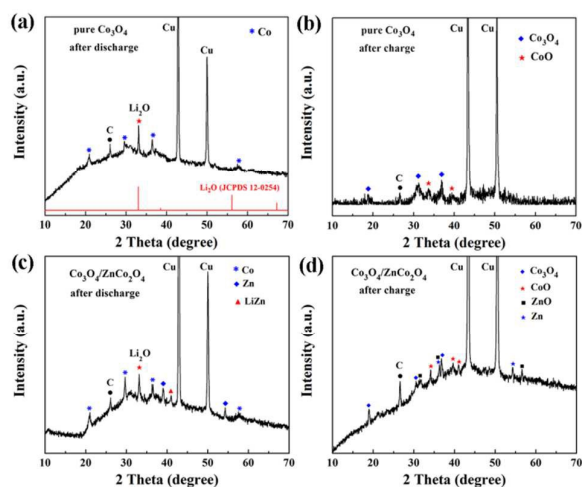 (a)
pure Co₃O₄
after discharge
Cu
Cu
Co
Li₂O
C
Li₂O (JCPDS 12-0254)
Intensity (a.u.)
10 20 30 40 50 60 70
2 Theta (degree)
(b)
pure Co₃O₄
after charge
Cu
Cu
Co₃O₄
CoO
C
Intensity (a.u.)
10 20 30 40 50 60 70
2 Theta (degree)
(c)
Co₃O₄/ZnCo₂O₄
after discharge
Cu
Cu
Co
Zn
LiZn
Li₂O
C
Intensity (a.u.)
10 20 30 40 50 60 70
2 Theta (degree)
(d)
Co₃O₄/ZnCo₂O₄
after charge
Cu
Cu
Co₃O₄
CoO
ZnO
Zn
C
Intensity (a.u.)
10 20 30 40 50 60 70
2 Theta (degree)